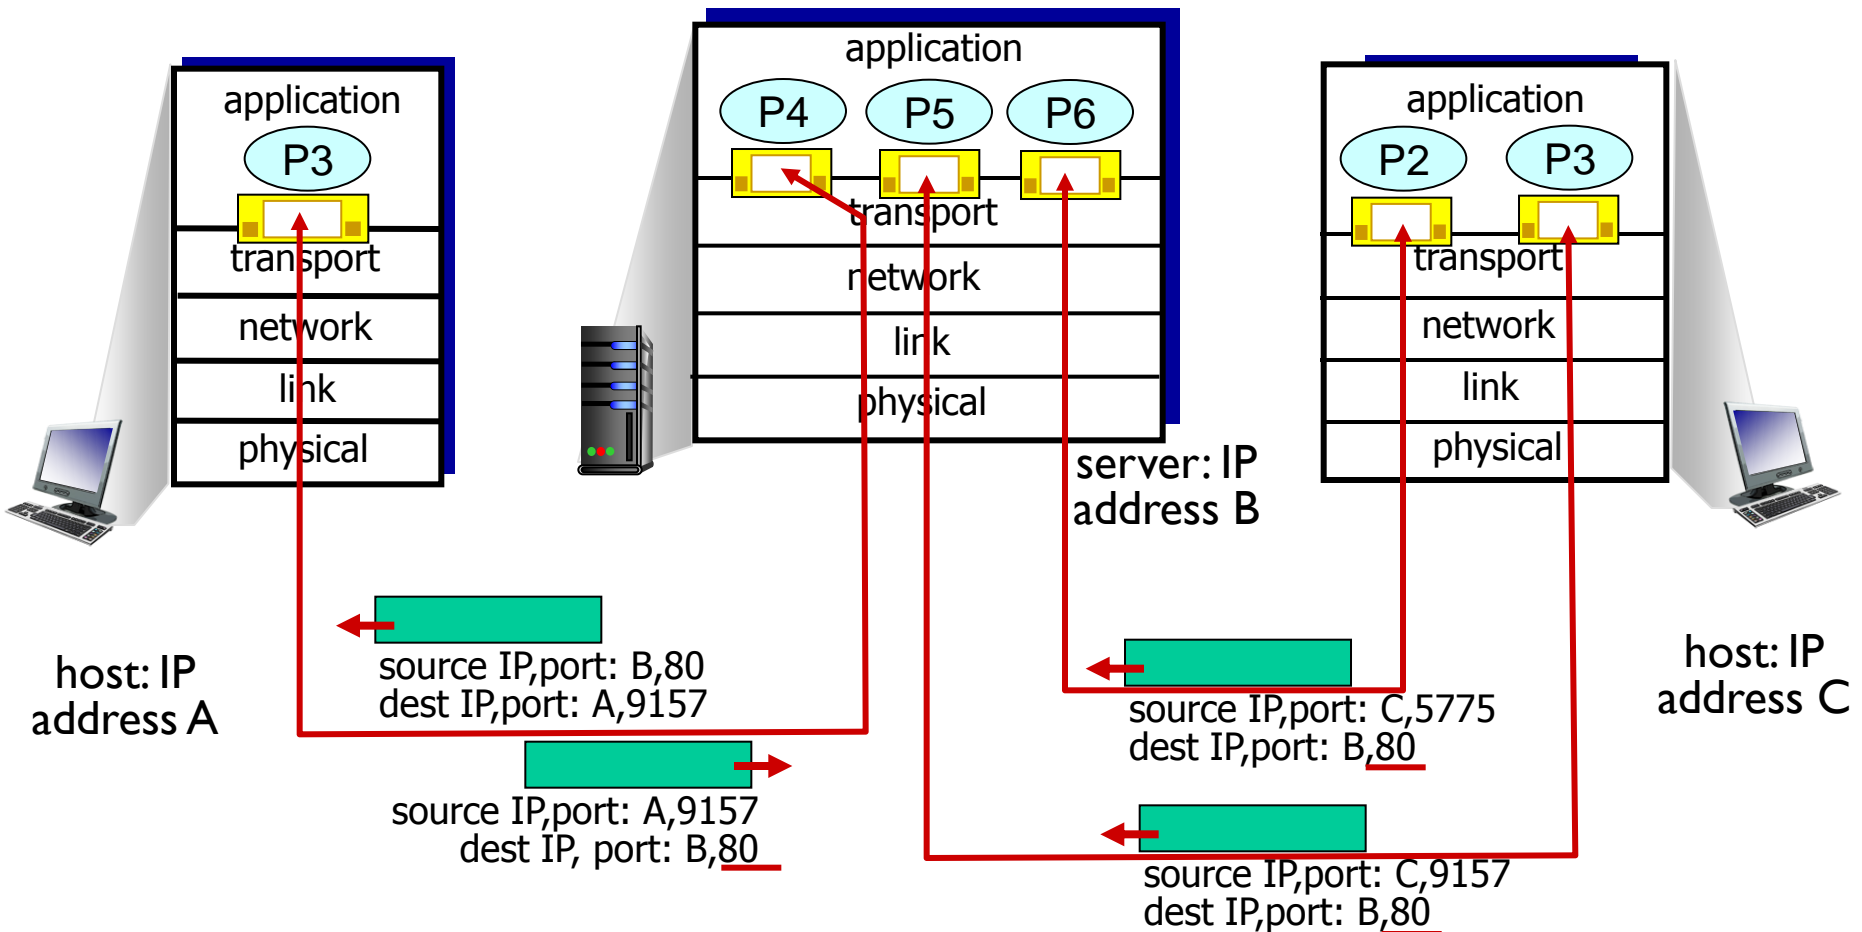 application
P3
transport
network
link
physical
host: IP
address A
application
P4
P5
P6
transport
network
link
physical
server: IP
address B
application
P2
P3
transport
network
link
physical
host: IP
address C
source IP,port: B,80
dest IP,port: A,9157
source IP,port: A,9157
dest IP, port: B,80
source IP,port: C,5775
dest IP,port: B,80
source IP,port: C,9157
dest IP,port: B,80